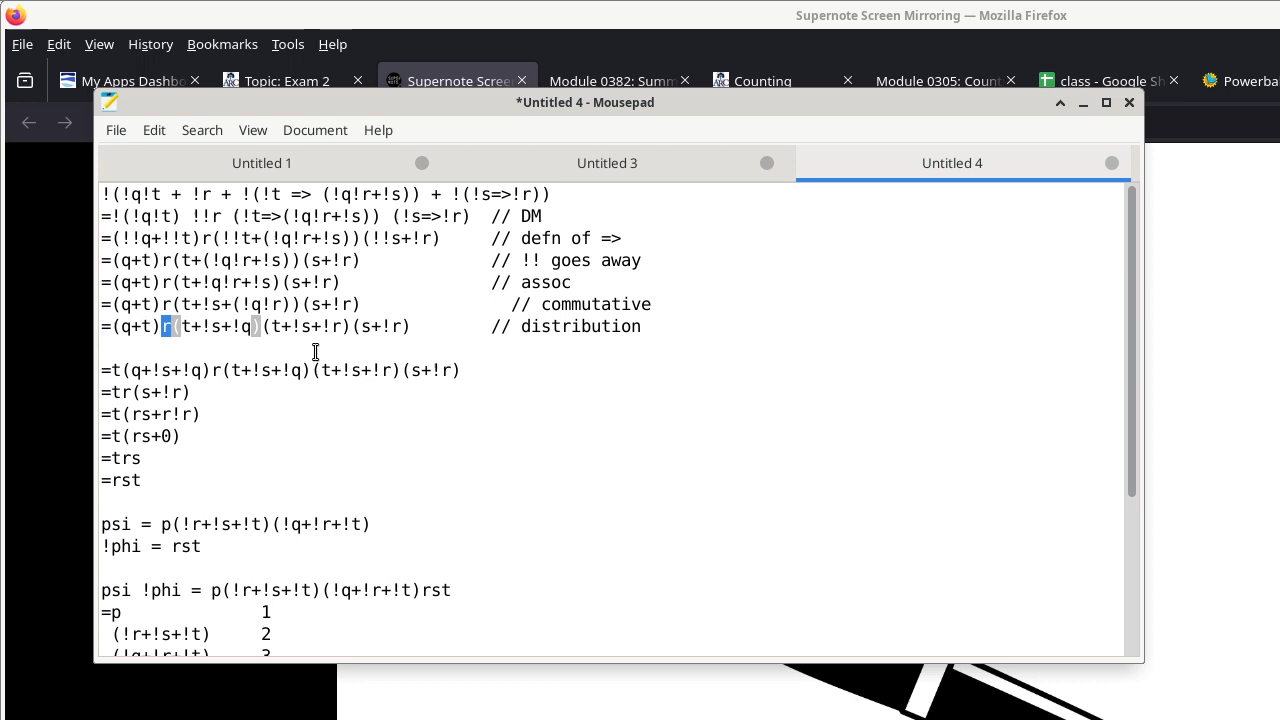 Supernote Screen Mirroring — Mozilla Firefox
File Edit View History Bookmarks Tools Help
My Apps Dashbo
Topic: Exam 2
Supernote Scree
Module 0382: Summ
Counting
Module 0305: Count
class - Google Sh
Powerba
*Untitled 4 - Mousepad
File Edit Search View Document Help
Untitled 1 Untitled 3 Untitled 4
!(!q!t + !r + !(!t => (!q!r+!s)) + !(!s=>!r))
=!(!q!t) !!r (!t=>(!q!r+!s)) (!s=>!r)  // DM
=(!!q+!!t)r(!!t+(!q!r+!s))(!!s+!r)     // defn of =>
=(q+t)r(t+(!q!r+!s))(s+!r)             // !! goes away
=(q+t)r(t+!q!r+!s)(s+!r)               // assoc
=(q+t)r(t+!s+(!q!r))(s+!r)               // commutative
=(q+t)r(t+!s+!q)(t+!s+!r)(s+!r)        // distribution
=t(q+!s+!q)r(t+!s+!q)(t+!s+!r)(s+!r)
=tr(s+!r)
=t(rs+r!r)
=t(rs+0)
=trs
=rst
psi = p(!r+!s+!t)(!q+!r+!t)
!phi = rst
psi !phi = p(!r+!s+!t)(!q+!r+!t)rst
=p              1
(!r+!s+!t)     2
(!q+!r+!t)     3